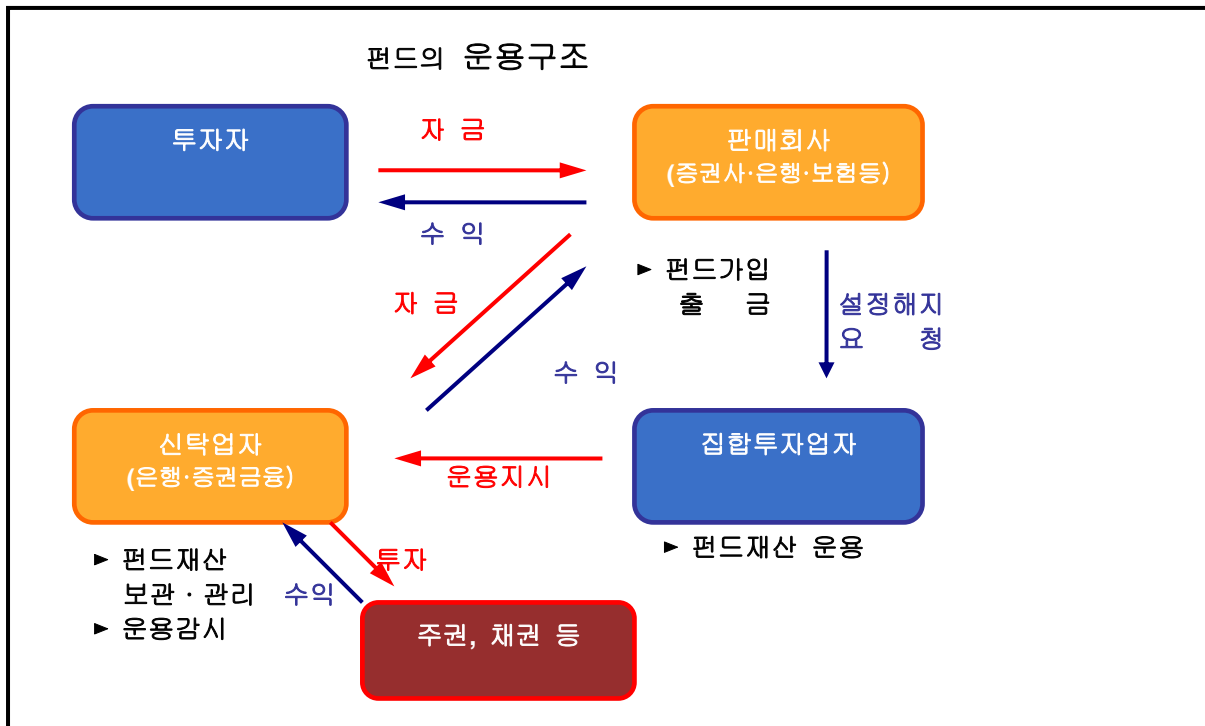 펀드의 운용구조
투자자
자 금
판매회사
(증권사·은행·보험등)
수 익
► 펀드가입
출 금
자 금
설정해지
요 청
수 익
신탁업자
(은행·증권금융)
집합투자업자
운용지시
► 펀드재산 운용
► 펀드재산
보관 · 관리
► 운용감시
투자
수익
주권, 채권 등